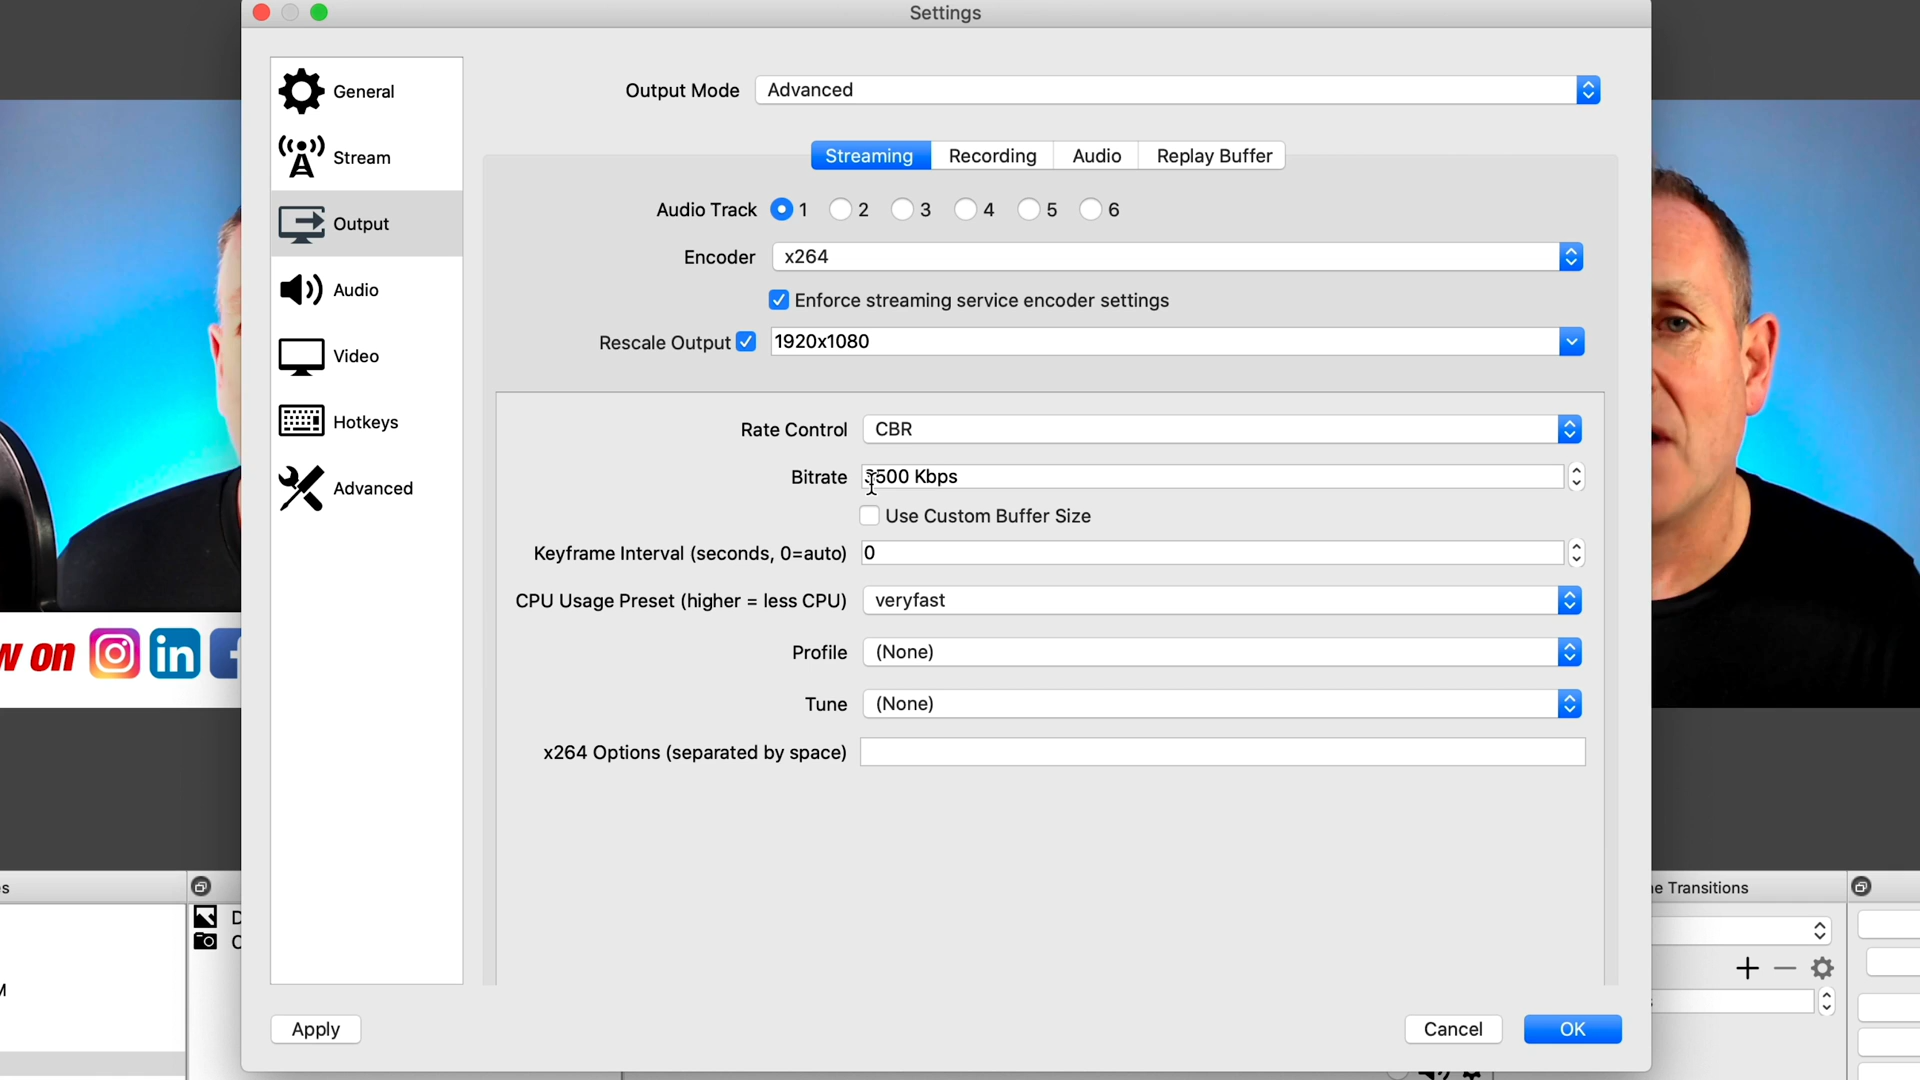 Settings
General
Stream
Output
Audio
Video
Hotkeys
Advanced
Output Mode Advanced
Streaming Recording Audio Replay Buffer
Audio Track 1 2 3 4 5 6
Encoder x264
Enforce streaming service encoder settings
Rescale Output 1920x1080
Rate Control CBR
Bitrate 500 Kbps
Use Custom Buffer Size
Keyframe Interval (seconds, 0=auto) 0
CPU Usage Preset (higher = less CPU) veryfast
Profile (None)
Tune (None)
x264 Options (separated by space)
Apply Cancel OK
w on in f
Transitions